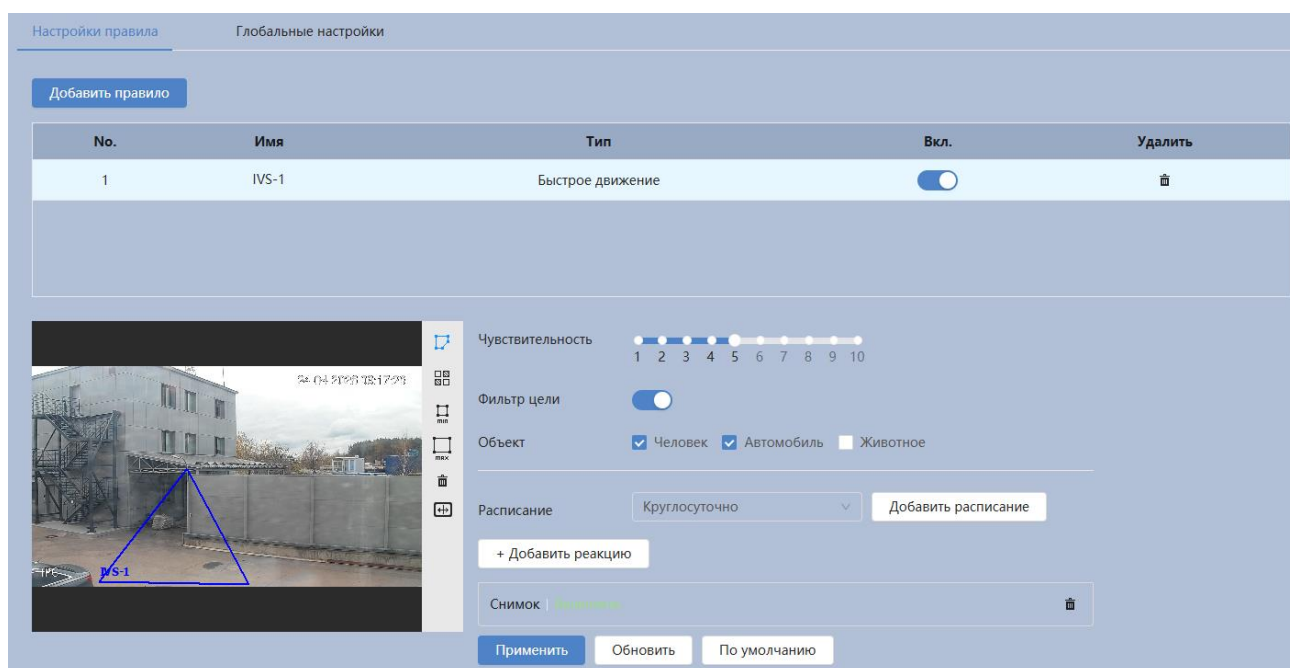 Настройки правила Глобальные настройки
Добавить правило
No. Имя Тип Вкл. Удалить
1 IVS-1 Быстрое движение
Чувствительность
1 2 3 4 5 6 7 8 9 10
min
Фильтр цели
max
Объект Человек Автомобиль Животное
Расписание Круглосуточно Добавить расписание
IVS-1
+ Добавить реакцию
Снимок
Применить Обновить По умолчанию